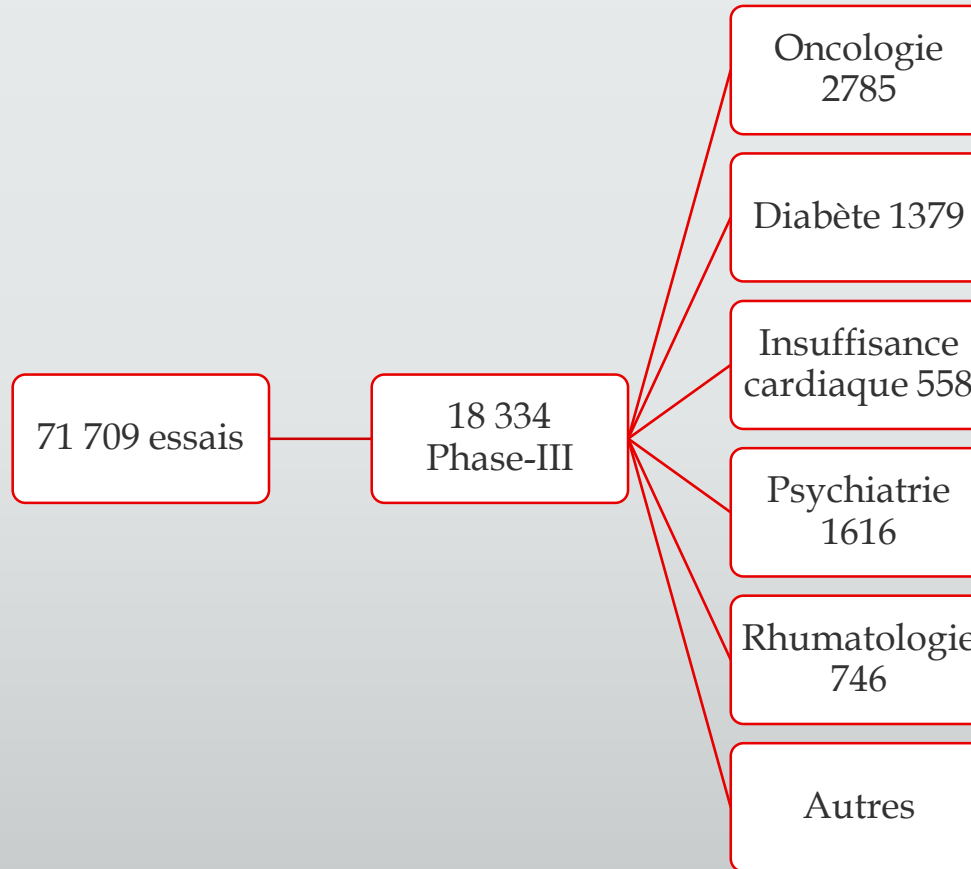 71 709 essais
18 334
Phase-III
Oncologie
2785
Diabète 1379
Insuffisance
cardiaque 558
Psychiatrie
1616
Rhumatologie
746
Autres